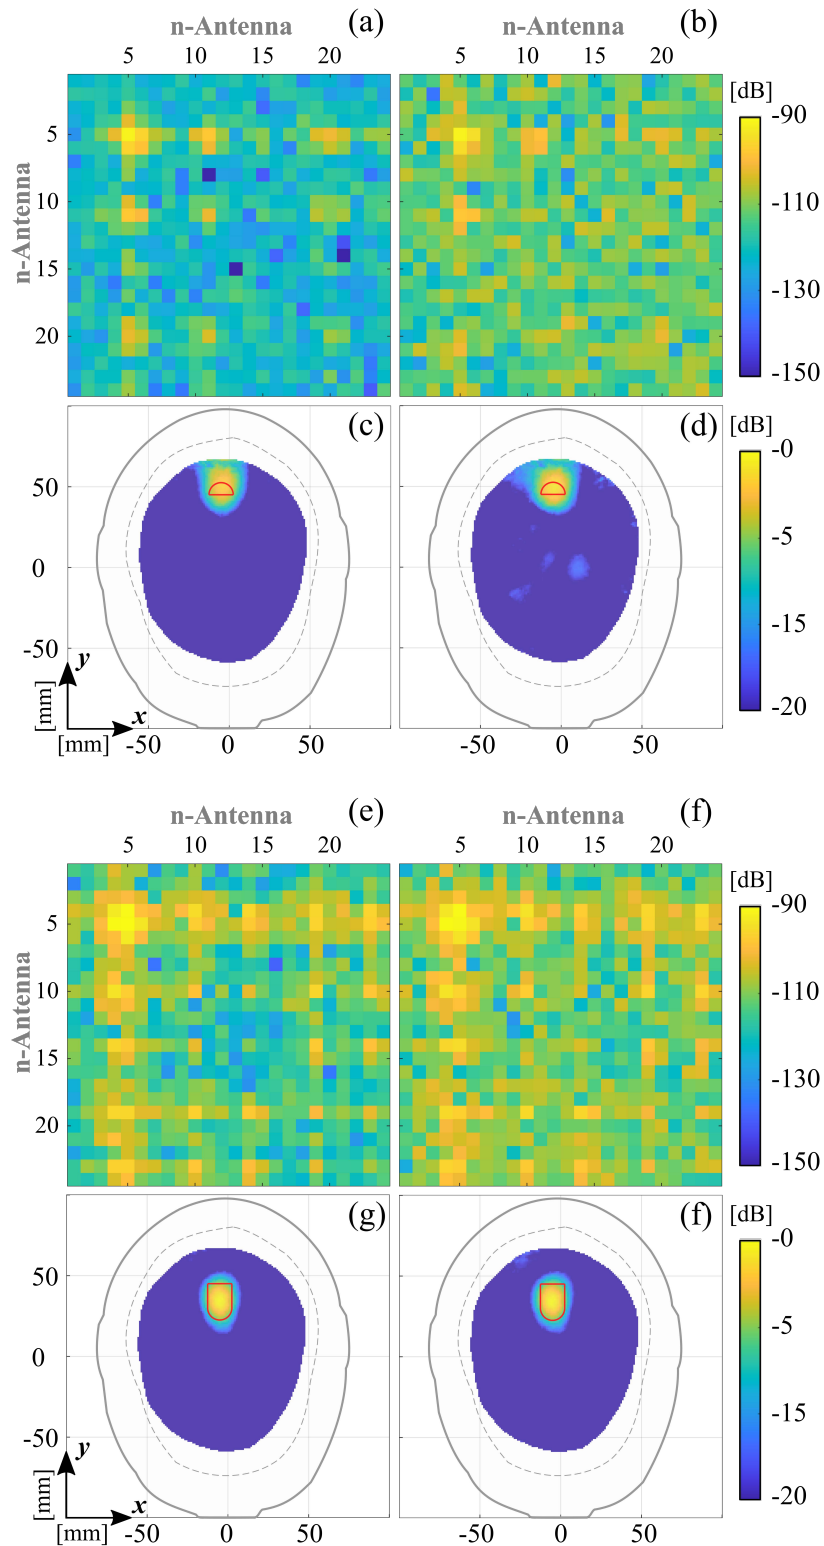 n-Antenna (a) (b)
n-Antenna
5 10 15 20 5 10 15 20
[dB]
-90
-110
-130
-150
n-Antenna
5
10
15
20
(c) (d)
[dB]
-0
-5
-10
-15
-20
50
0
-50
y
x
[mm]
[mm]
-50 0 50 -50 0 50
n-Antenna (e) (f)
n-Antenna
5 10 15 20 5 10 15 20
[dB]
-90
-110
-130
-150
n-Antenna
5
10
15
20
(g) (f)
[dB]
-0
-5
-10
-15
-20
50
0
-50
y
x
[mm]
[mm]
-50 0 50 -50 0 50